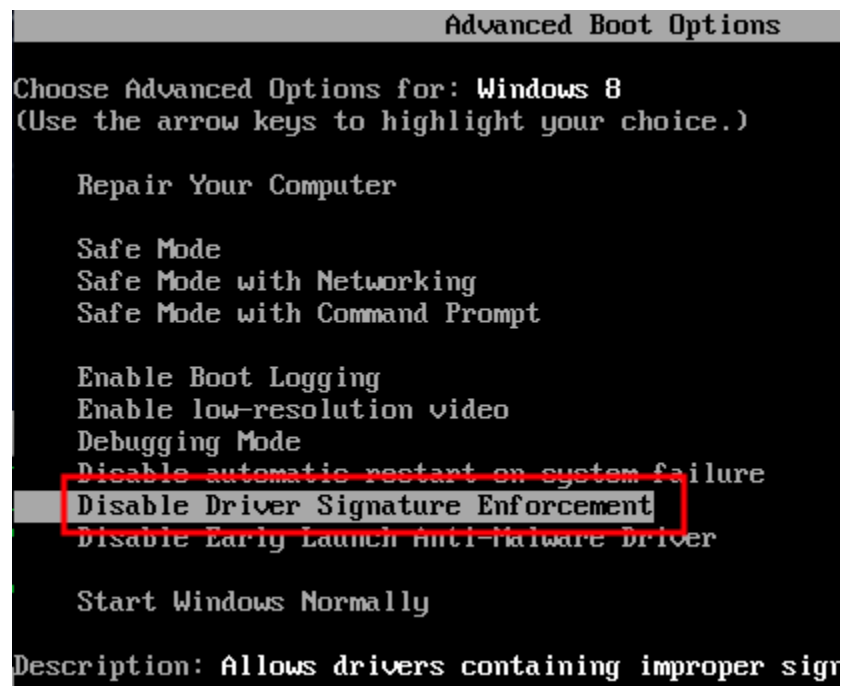 Advanced Boot Options
Choose Advanced Options for: Windows 8
(Use the arrow keys to highlight your choice.)
Repair Your Computer
Safe Mode
Safe Mode with Networking
Safe Mode with Command Prompt
Enable Boot Logging
Enable low-resolution video
Debugging Mode
Disable automatic restart on system failure
Disable Driver Signature Enforcement
Disable Early Launch Anti-Malware Driver
Start Windows Normally
Description: Allows drivers containing improper